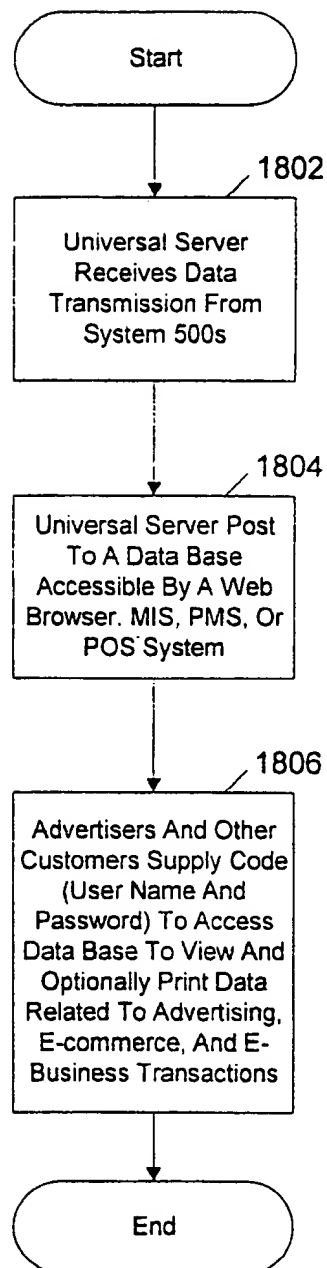 Start
1802
Universal Server
Receives Data
Transmission From
System 500s
1804
Universal Server Post
To A Data Base
Accessible By A Web
Browser. MIS, PMS, Or
POS System
1806
Advertisers And Other
Customers Supply Code
(User Name And
Password) To Access
Data Base To View And
Optionally Print Data
Related To Advertising,
E-commerce, And E-
Business Transactions
End